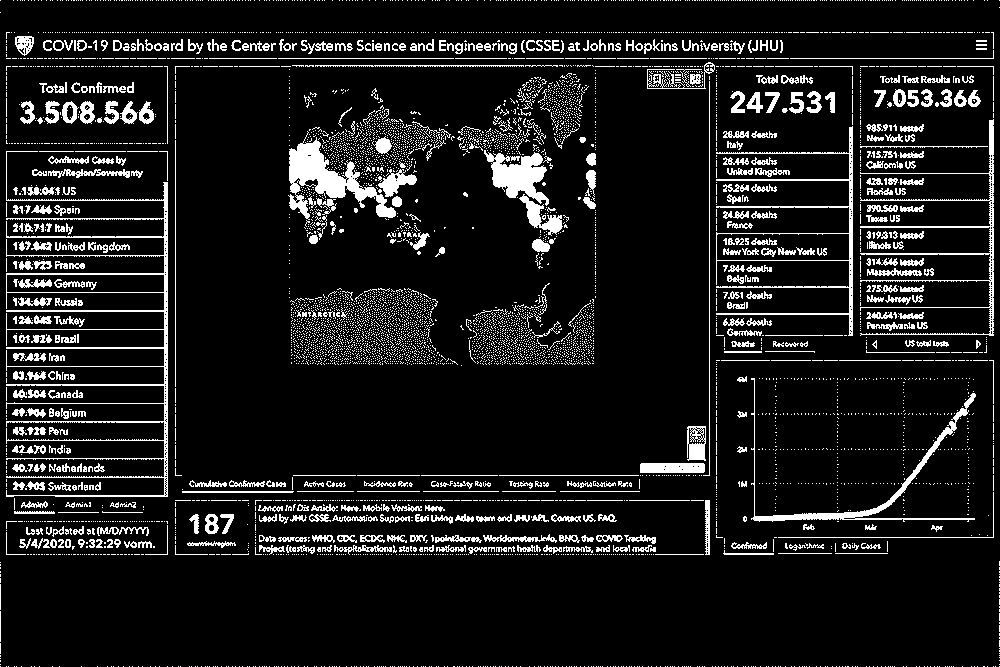 COVID-19 Dashboard by the Center for Systems Science and Engineering (CSSE) at Johns Hopkins University (JHU)
Total Confirmed
3.508.566
Confirmed Cases by
Country/Region/Sovereignty
1.158.041 US
217.466 Spain
210.717 Italy
187.842 United Kingdom
168.925 France
165.664 Germany
134.687 Russia
126.045 Turkey
101.826 Brazil
97.424 Iran
83.964 China
60.504 Canada
49.906 Belgium
45.928 Peru
42.670 India
40.769 Netherlands
29.905 Switzerland
Admin0 Admin1 Admin2
Last Updated at (M/D/YYYY)
5/4/2020, 9:32:29 vorm.
ASIA
AUSTRALIA
ANTARCTICA
Cumulative Confirmed Cases Active Cases Incidence Rate Case-Fatality Ratio Testing Rate Hospitalization Rate
187
countries/regions
Lancet Inf Dis Article: Here. Mobile Version: Here.
Lead by JHU CSSE. Automation Support: Esri Living Atlas team and JHU APL. Contact US. FAQ.
Data sources: WHO, CDC, ECDC, NHC, DXY, 1point3acres, Worldometers.info, BNO, the COVID Tracking
Project (testing and hospitalizations), state and national government health departments, and local media
Total Deaths
247.531
28.884 deaths
Italy
28.446 deaths
United Kingdom
25.264 deaths
Spain
24.864 deaths
France
18.925 deaths
New York City New York US
7.844 deaths
Belgium
7.051 deaths
Brazil
6.866 deaths
Germany
Deaths Recovered
Total Test Results in US
7.053.366
985.911 tested
New York US
715.751 tested
California US
428.189 tested
Florida US
390.560 tested
Texas US
319.313 tested
Illinois US
314.646 tested
Massachusetts US
275.066 tested
New Jersey US
240.641 tested
Pennsylvania US
US total tests
4M
3M
2M
1M
0
Feb Mär Apr
Confirmed Logarithmic Daily Cases